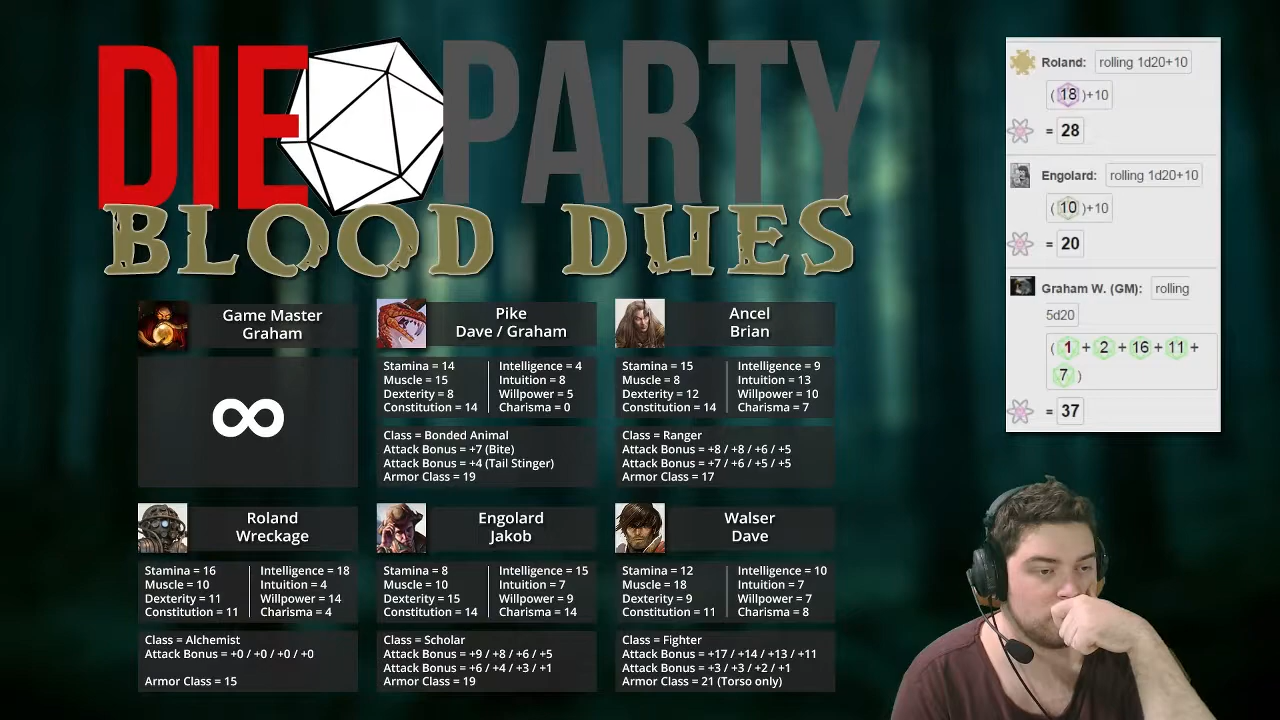 DIE PARTY
BLOOD DUES
Game Master
Graham
∞
Pike
Dave / Graham
Stamina = 14
Muscle = 15
Dexterity = 8
Constitution = 14
Intelligence = 4
Intuition = 8
Willpower = 5
Charisma = 0
Class = Bonded Animal
Attack Bonus = +7 (Bite)
Attack Bonus = +4 (Tail Stinger)
Armor Class = 19
Ancel
Brian
Stamina = 15
Muscle = 8
Dexterity = 12
Constitution = 14
Intelligence = 9
Intuition = 13
Willpower = 10
Charisma = 7
Class = Ranger
Attack Bonus = +8 / +8 / +6 / +5
Attack Bonus = +7 / +6 / +5 / +5
Armor Class = 17
Roland
Wreckage
Stamina = 16
Muscle = 10
Dexterity = 11
Constitution = 11
Intelligence = 18
Intuition = 4
Willpower = 14
Charisma = 4
Class = Alchemist
Attack Bonus = +0 / +0 / +0 / +0
Armor Class = 15
Engolard
Jakob
Stamina = 8
Muscle = 10
Dexterity = 15
Constitution = 14
Intelligence = 15
Intuition = 7
Willpower = 9
Charisma = 14
Class = Scholar
Attack Bonus = +9 / +8 / +6 / +5
Attack Bonus = +6 / +4 / +3 / +1
Armor Class = 19
Walser
Dave
Stamina = 12
Muscle = 18
Dexterity = 9
Constitution = 11
Intelligence = 10
Intuition = 7
Willpower = 7
Charisma = 8
Class = Fighter
Attack Bonus = +17 / +14 / +13 / +11
Attack Bonus = +3 / +3 / +2 / +1
Armor Class = 21 (Torso only)
Roland: rolling 1d20+10
(18)+10
= 28
Engolard: rolling 1d20+10
(10)+10
= 20
Graham W. (GM): rolling
5d20
(1+2+16+11+
7)
= 37